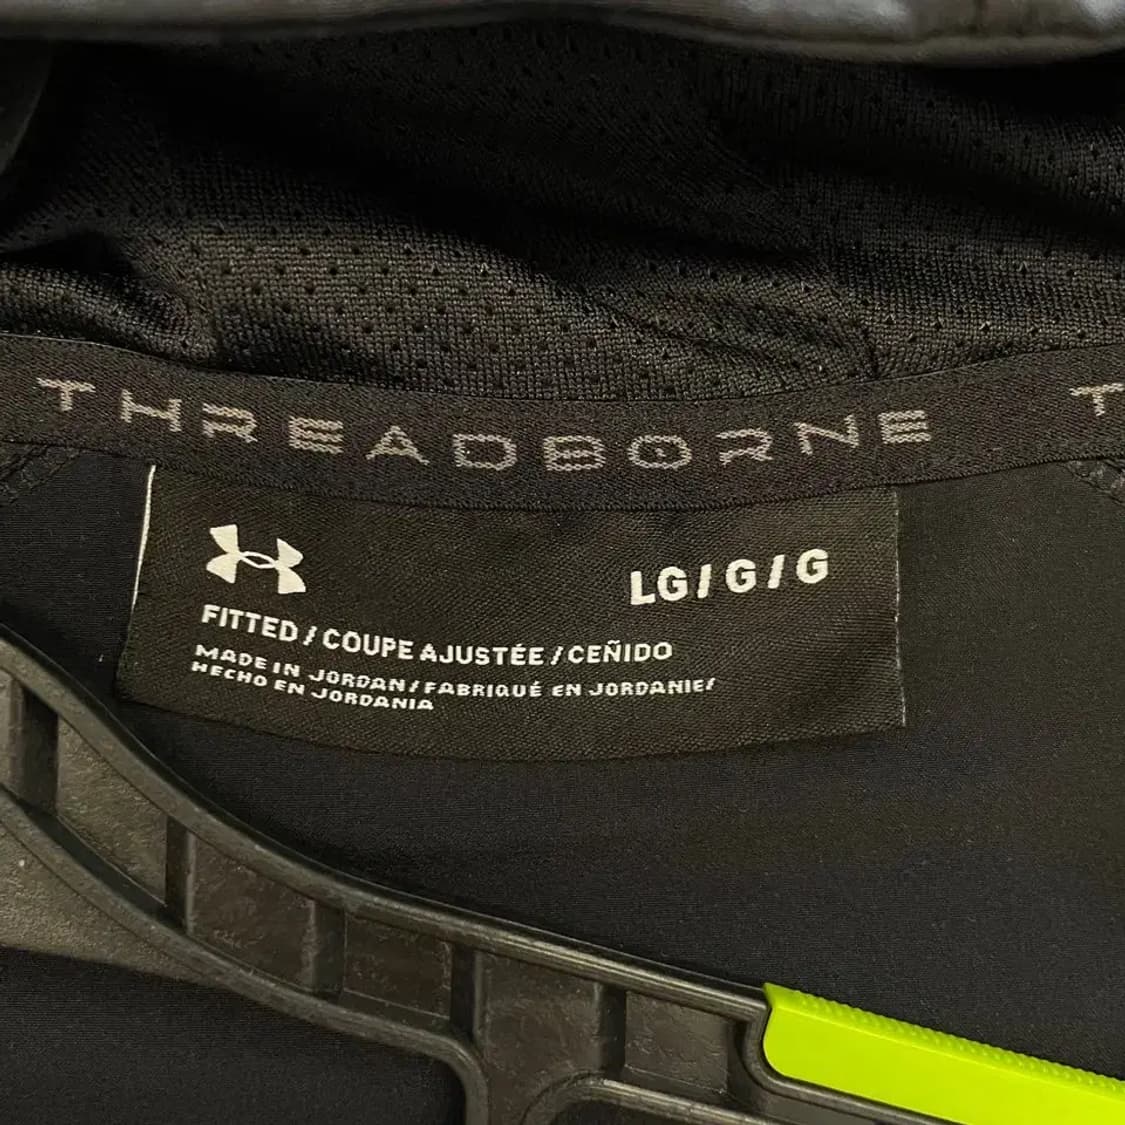 THREADBORNE T
LG/G/G
FITTED / COUPE AJUSTÉE / CEÑIDO
MADE IN JORDAN/FABRIQUÉ EN JORDANIE/
HECHO EN JORDANIA